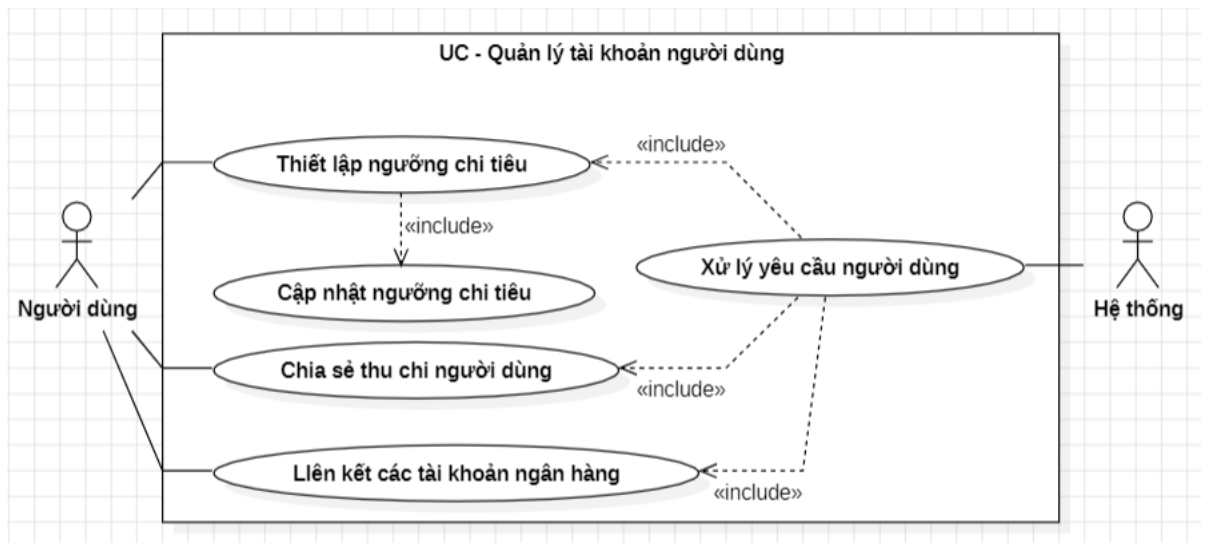 UC - Quản lý tài khoản người dùng
Thiết lập ngưỡng chi tiêu
«include»
«include»
Người dùng
Cập nhật ngưỡng chi tiêu
Xử lý yêu cầu người dùng
Hệ thống
Chia sẻ thu chi người dùng
«include»
LIên kết các tài khoản ngân hàng
«include»